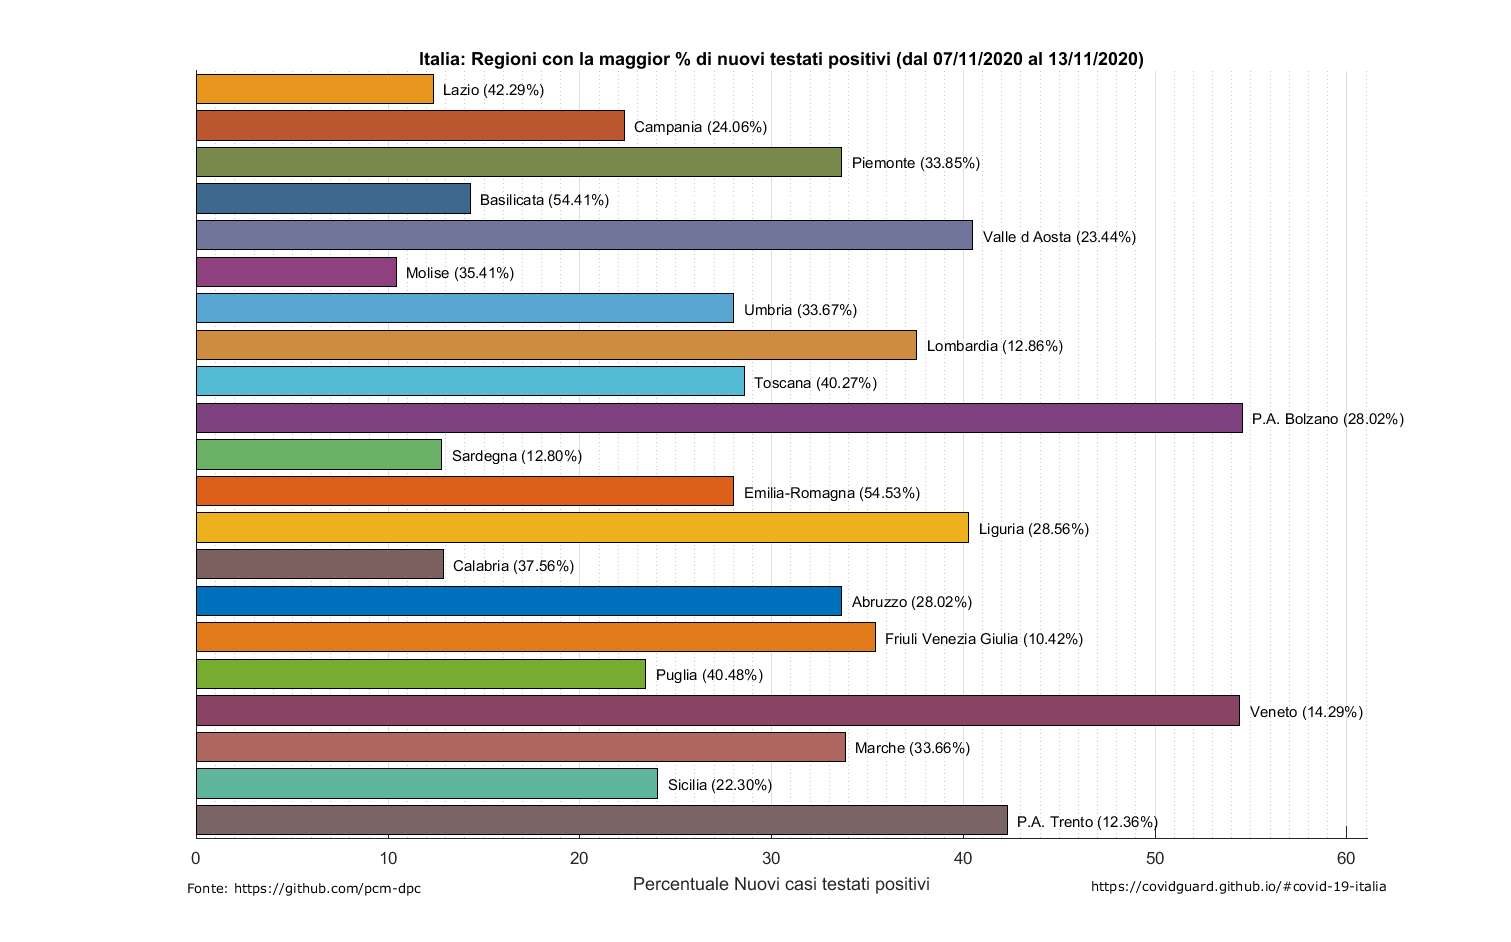 Italia: Regioni con la maggior % di nuovi testati positivi (dal 07/11/2020 al 13/11/2020)
Lazio (42.29%)
Campania (24.06%)
Piemonte (33.85%)
Basilicata (54.41%)
Valle d Aosta (23.44%)
Molise (35.41%)
Umbria (33.67%)
Lombardia (12.86%)
Toscana (40.27%)
P.A. Bolzano (28.02%)
Sardegna (12.80%)
Emilia-Romagna (54.53%)
Liguria (28.56%)
Calabria (37.56%)
Abruzzo (28.02%)
Friuli Venezia Giulia (10.42%)
Puglia (40.48%)
Veneto (14.29%)
Marche (33.66%)
Sicilia (22.30%)
P.A. Trento (12.36%)
0 10 20 30 40 50 60
Percentuale Nuovi casi testati positivi
Fonte: https://github.com/pcm-dpc
https://covidguard.github.io/#covid-19-italia